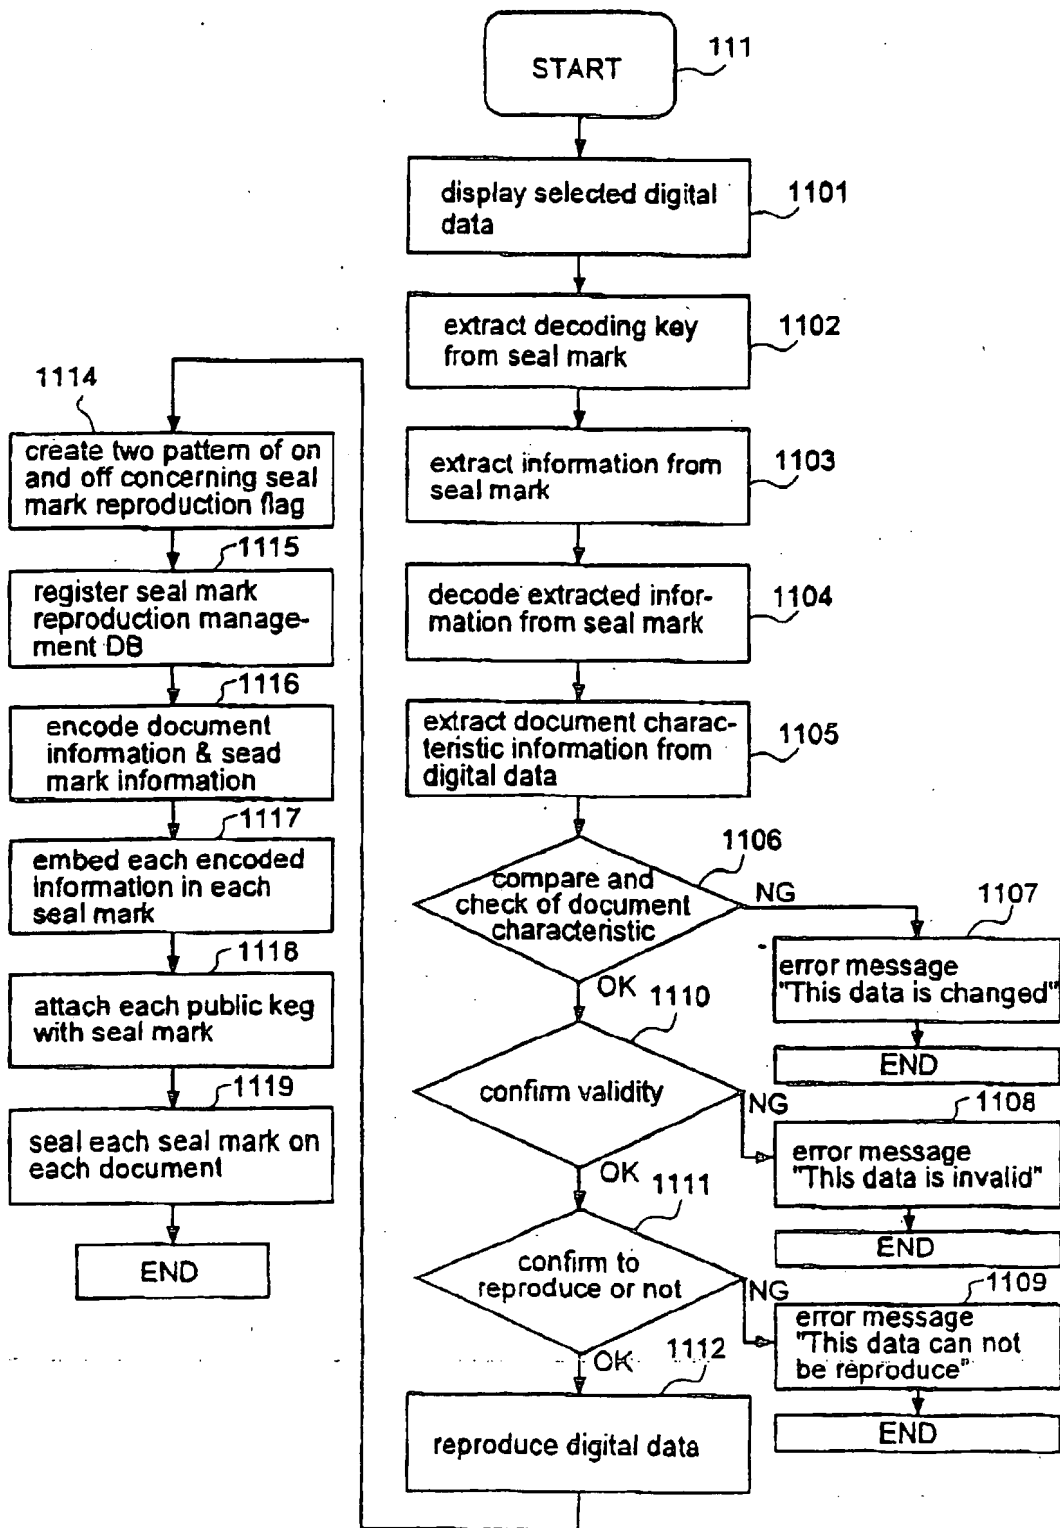 START
111
display selected digital
data
1101
extract decoding key
from seal mark
1102
extract information from
seal mark
1103
decode extracted infor-
mation from seal mark
1104
extract document charac-
teristic information from
digital data
1105
compare and
check of document
characteristic
1106
NG
1107
error message
"This data is changed"
END
OK
1110
confirm validity
NG
1108
error message
"This data is invalid"
END
OK
1111
confirm to
reproduce or not
NG
1109
error message
"This data can not
be reproduce"
END
OK
1112
reproduce digital data
1114
create two pattern of on
and off concerning seal
mark reproduction flag
1115
register seal mark
reproduction manage-
ment DB
1116
encode document
information & sead
mark information
1117
embed each encoded
information in each
seal mark
1118
attach each public keg
with seal mark
1119
seal each seal mark on
each document
END